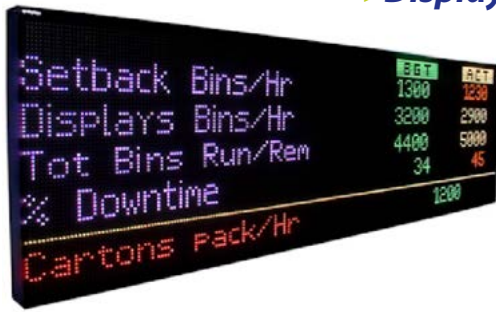 Display
BGT ACT
Setback Bins/Hr 1300 1230
Displays Bins/Hr 3200 2900
Tot Bins Run/Rem 4400 5000
% Downtime 34 45
Cartons pack/Hr 1200